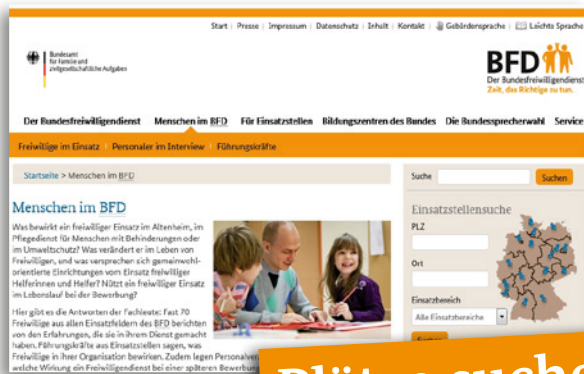 Start | Presse | Impressum | Datenschutz | Inhalt | Kontakt | Gebärdensprache | Leichte Sprache
Bundesamt
für Familie und
zivilgesellschaftliche Aufgaben
BFD
Der Bundesfreiwilligendienst
Zeit, das Richtige zu tun.
Der Bundesfreiwilligendienst Menschen im BFD Für Einsatzstellen Bildungszentren des Bundes Die Bundessprecherwahl Service
Freiwillige im Einsatz | Personaler im Interview | Führungskräfte
Startseite > Menschen im BFD
Suche
Suchen
Menschen im BFD
Was bewirkt ein freiwilliger Einsatz im Altenheim, im
Pflegedienst für Menschen mit Behinderungen oder
im Umweltschutz? Was verändert er im Leben von
Freiwilligen, und was versprechen sich gemeinwohl-
orientierte Einrichtungen vom Einsatz freiwilliger
Helferinnen und Helfer? Nützt ein freiwilliger Einsatz
im Lebenslauf bei der Bewerbung?
Hier gibt es die Antworten der Fachleute: Fast 70
Freiwillige aus allen Einsatzfeldern des BFD berichten
von den Erfahrungen, die sie in ihrem Dienst gemacht
haben. Führungskräfte aus Einsatzstellen sagen, was
Freiwillige in ihrer Organisation bewirken. Zudem legen
welche Wirkung ein Freiwilligendienst bei einer späteren
Einsatzstellensuche
PLZ
Ort
Einsatzbereich
Alle Einsatzbereiche